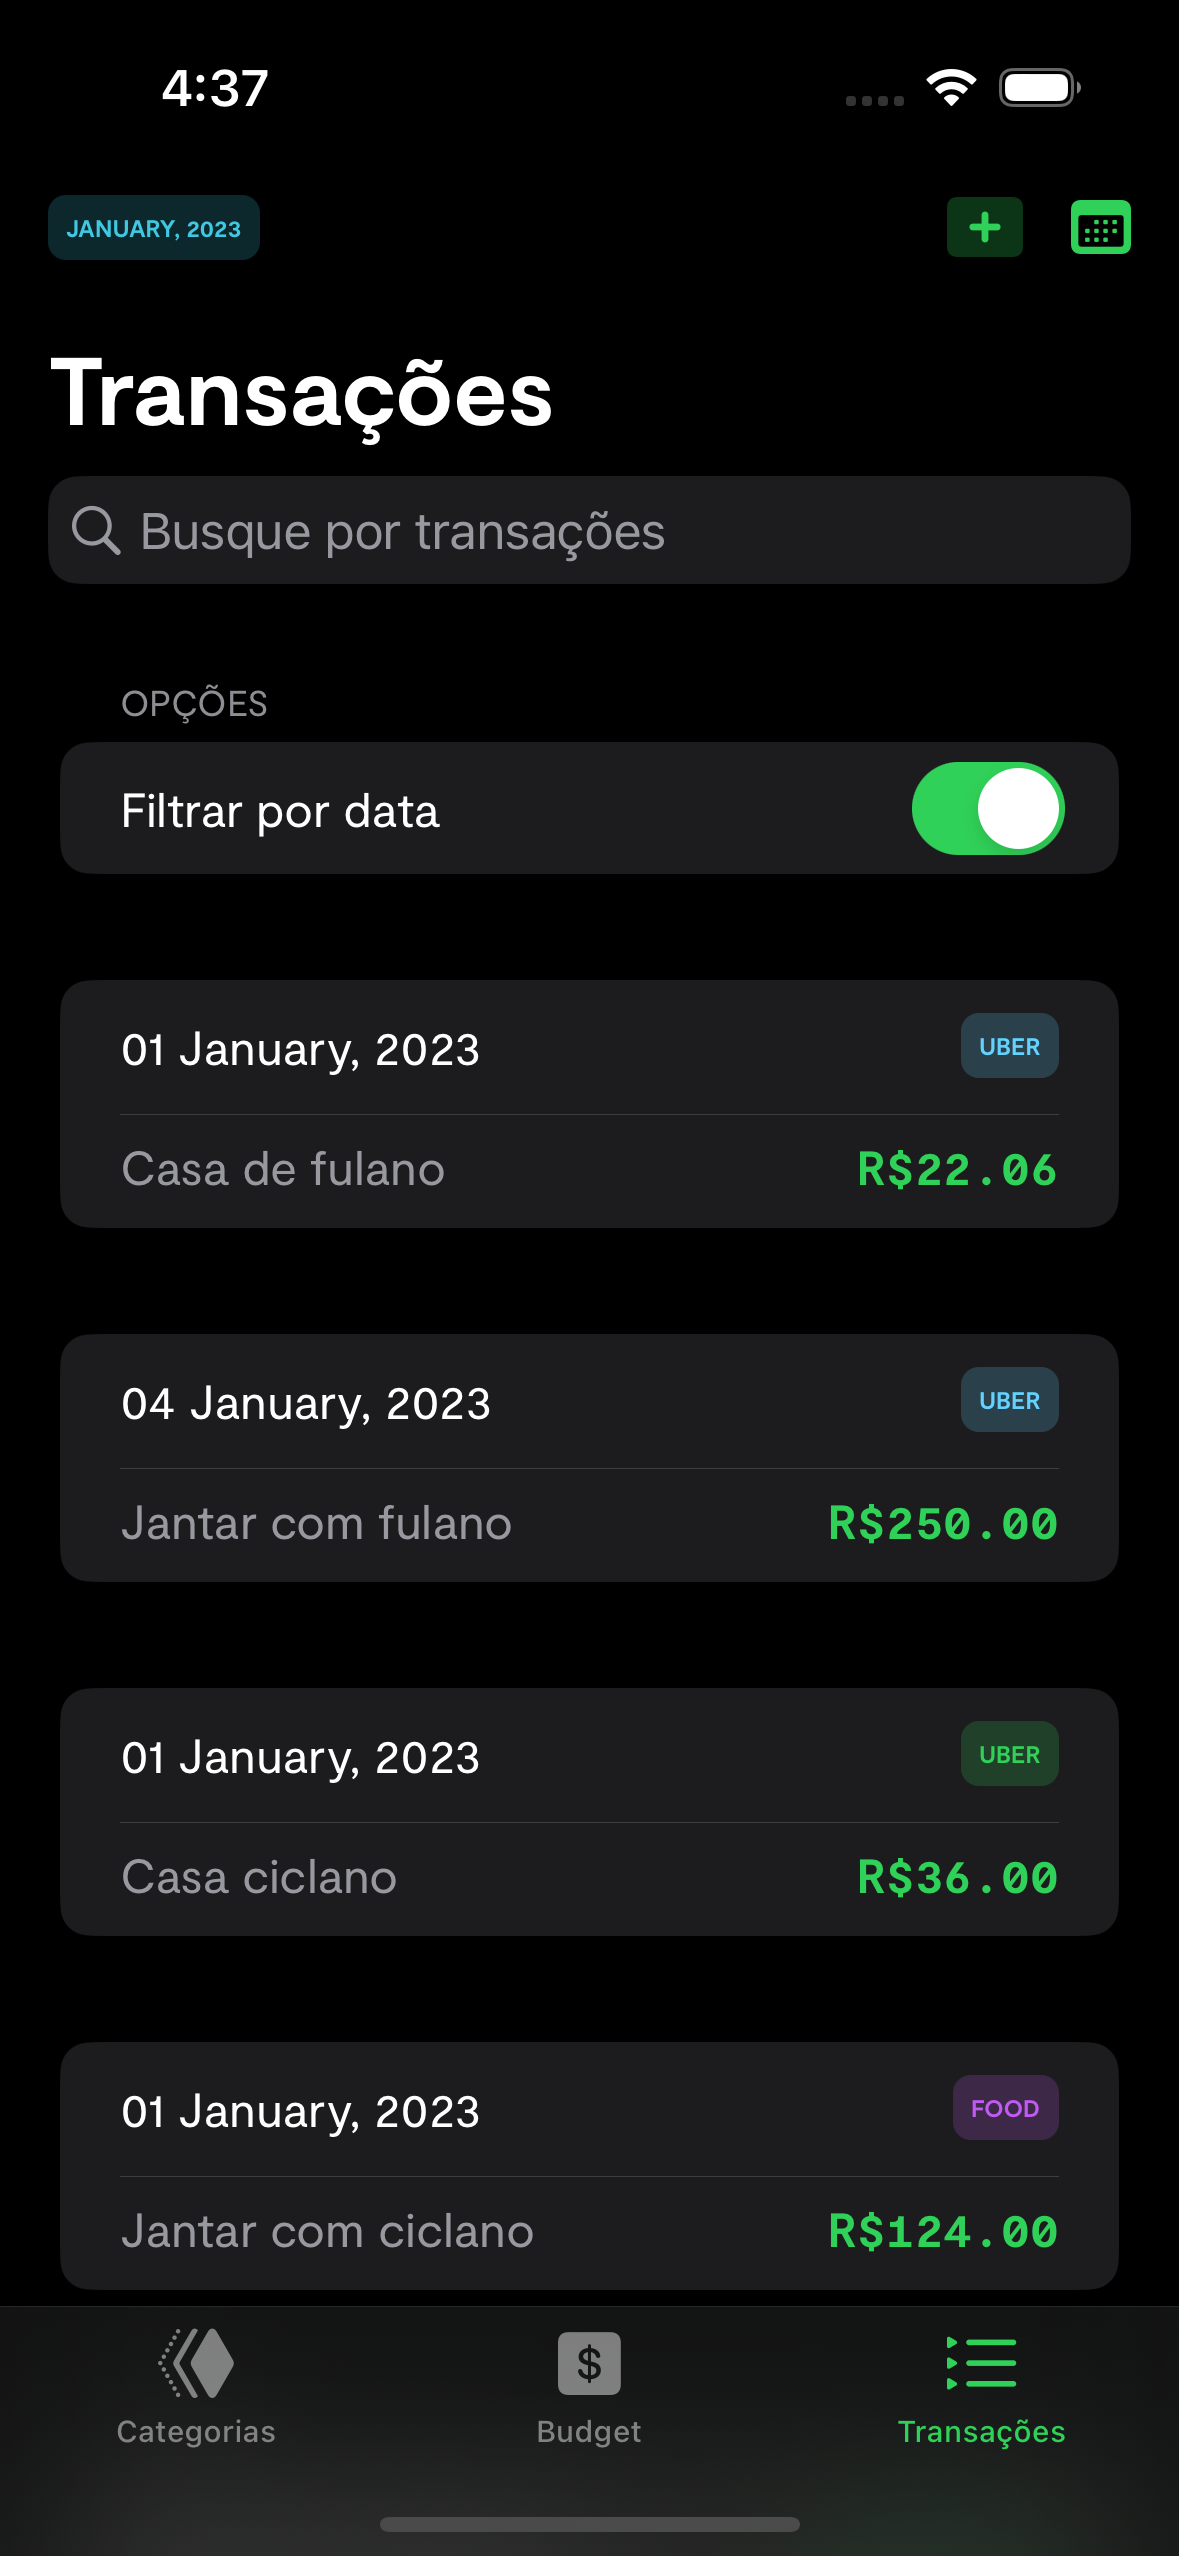 4:37
JANUARY, 2023
Transações
Busque por transações
OPÇÕES
Filtrar por data
01 January, 2023 UBER
Casa de fulano R$22.06
04 January, 2023 UBER
Jantar com fulano R$250.00
01 January, 2023 UBER
Casa ciclano R$36.00
01 January, 2023 FOOD
Jantar com ciclano R$124.00
Categorias Budget Transações